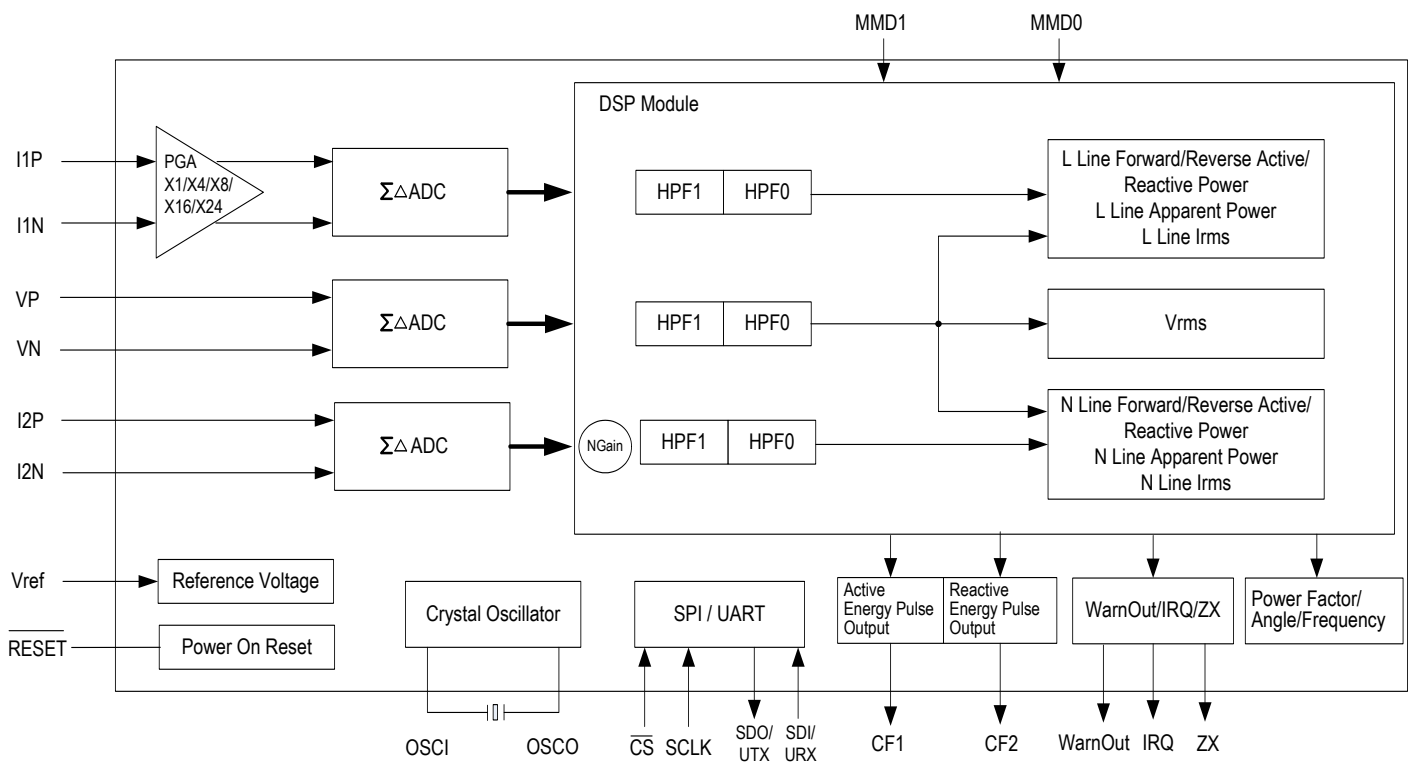 MMD1 MMD0
DSP Module
I1P
I1N
PGA
X1/X4/X8/
X16/X24
Σ△ADC
HPF1 HPF0
L Line Forward/Reverse Active/
Reactive Power
L Line Apparent Power
L Line Irms
VP
VN
Σ△ADC
HPF1 HPF0
Vrms
I2P
I2N
Σ△ADC
NGain
HPF1 HPF0
N Line Forward/Reverse Active/
Reactive Power
N Line Apparent Power
N Line Irms
Vref
Reference Voltage
RESET
Power On Reset
Crystal Oscillator
SPI / UART
Active
Energy Pulse
Output
Reactive
Energy Pulse
Output
WarnOut/IRQ/ZX
Power Factor/
Angle/Frequency
OSCI OSCO
CS SCLK
SDO/
UTX
SDI/
URX
CF1 CF2
WarnOut IRQ ZX